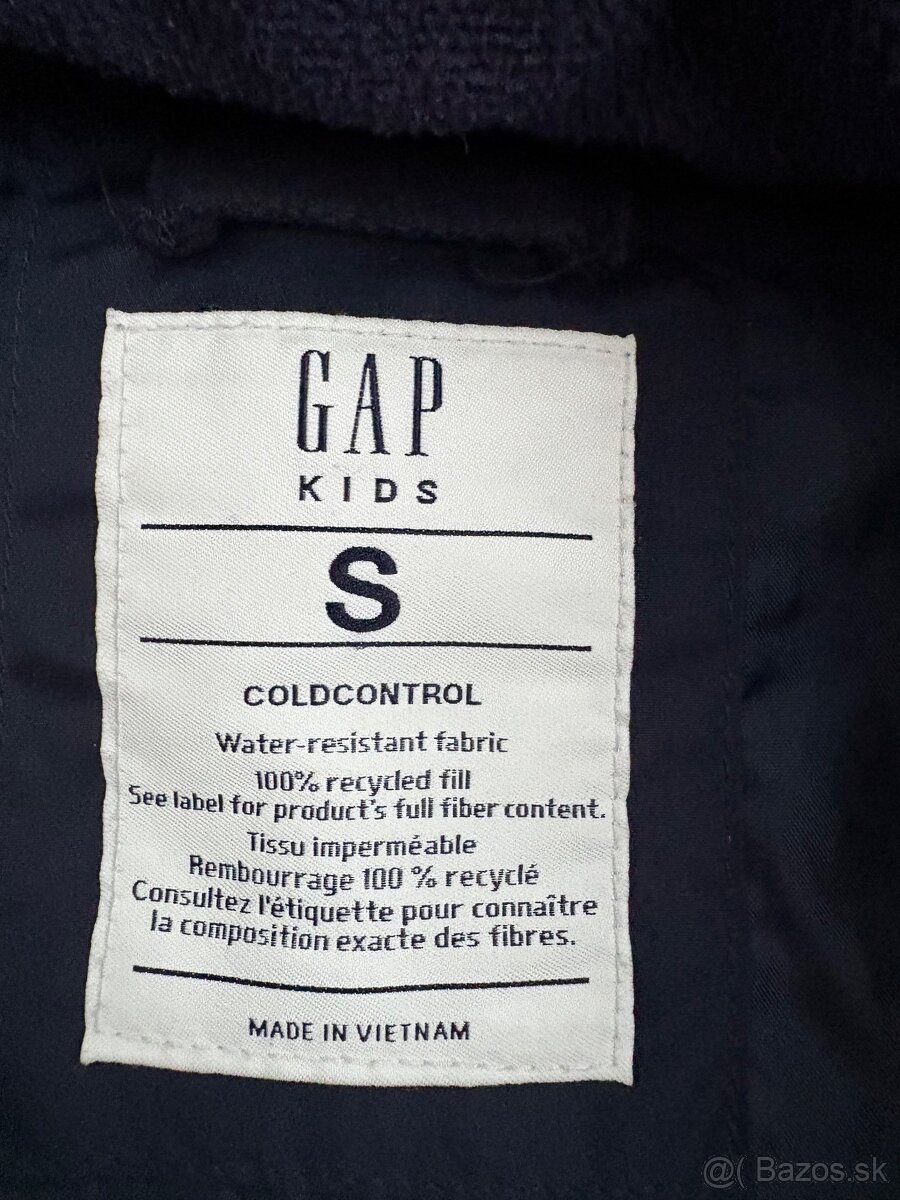 GAP
KIDS
S
COLDCONTROL
Water-resistant fabric
100% recycled fill
See label for product's full fiber content.
Tissu imperméable
Rembourrage 100 % recyclé
Consultez l'étiquette pour connaître
la composition exacte des fibres.
MADE IN VIETNAM
@( Bazos.sk